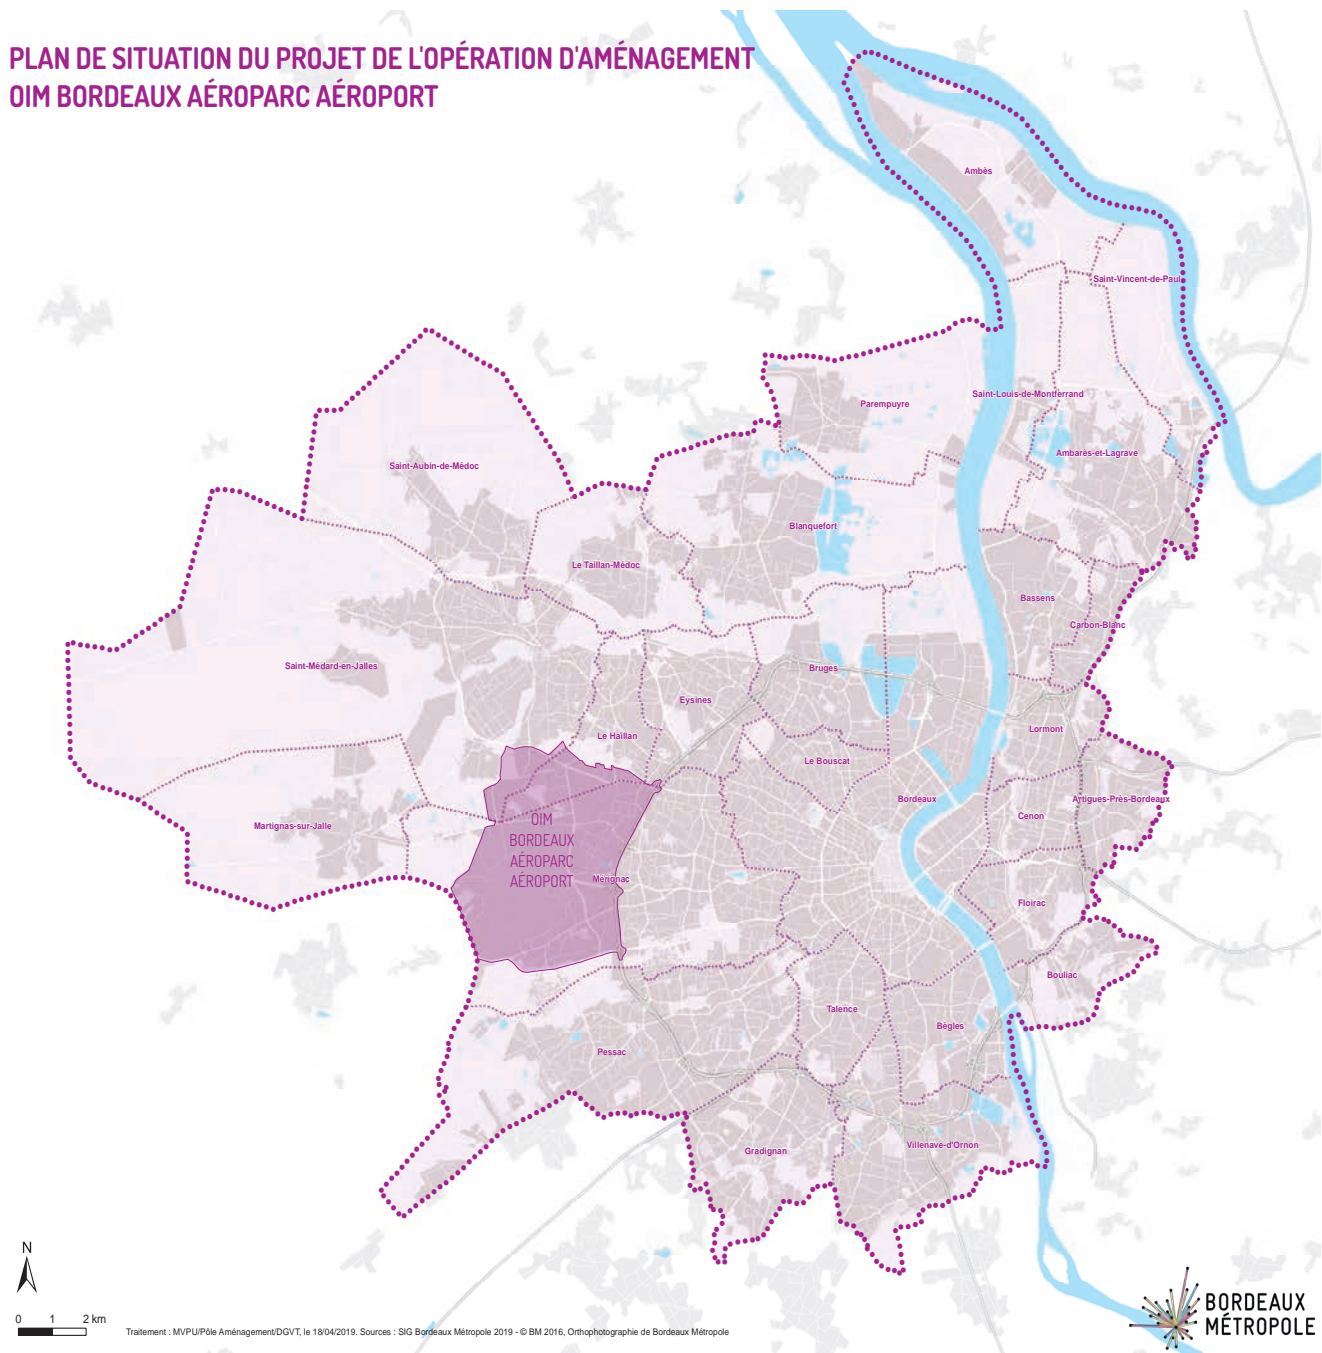 PLAN DE SITUATION DU PROJET DE L'OPÉRATION D'AMÉNAGEMENT
OIM BORDEAUX AÉROPARC AÉROPORT
Ambès
Saint-Vincent-de-Paul
Saint-Louis-de-Montferrand
Parempuyre
Ambarès-et-Lagrave
Saint-Aubin-de-Médoc
Blanquefort
Le Taillan-Médoc
Bassens
Carbon-Blanc
Saint-Médard-en-Jalles
Bruges
Eysines
Le Haillan
Lormont
Le Bouscat
Bordeaux
Artigues-Près-Bordeaux
Cenon
Martignas-sur-Jalle
OIM
BORDEAUX
AÉROPARC
AÉROPORT
Mérignac
Floirac
Bouliac
Talence
Bègles
Pessac
Villenave-d'Ornon
Gradignan
N
0 1 2 km
Traitement : MVPU/Pôle Aménagement/DGVT, le 18/04/2019. Sources : SIG Bordeaux Métropole 2019 - © BM 2016, Orthophotographie de Bordeaux Métropole
BORDEAUX
MÉTROPOLE